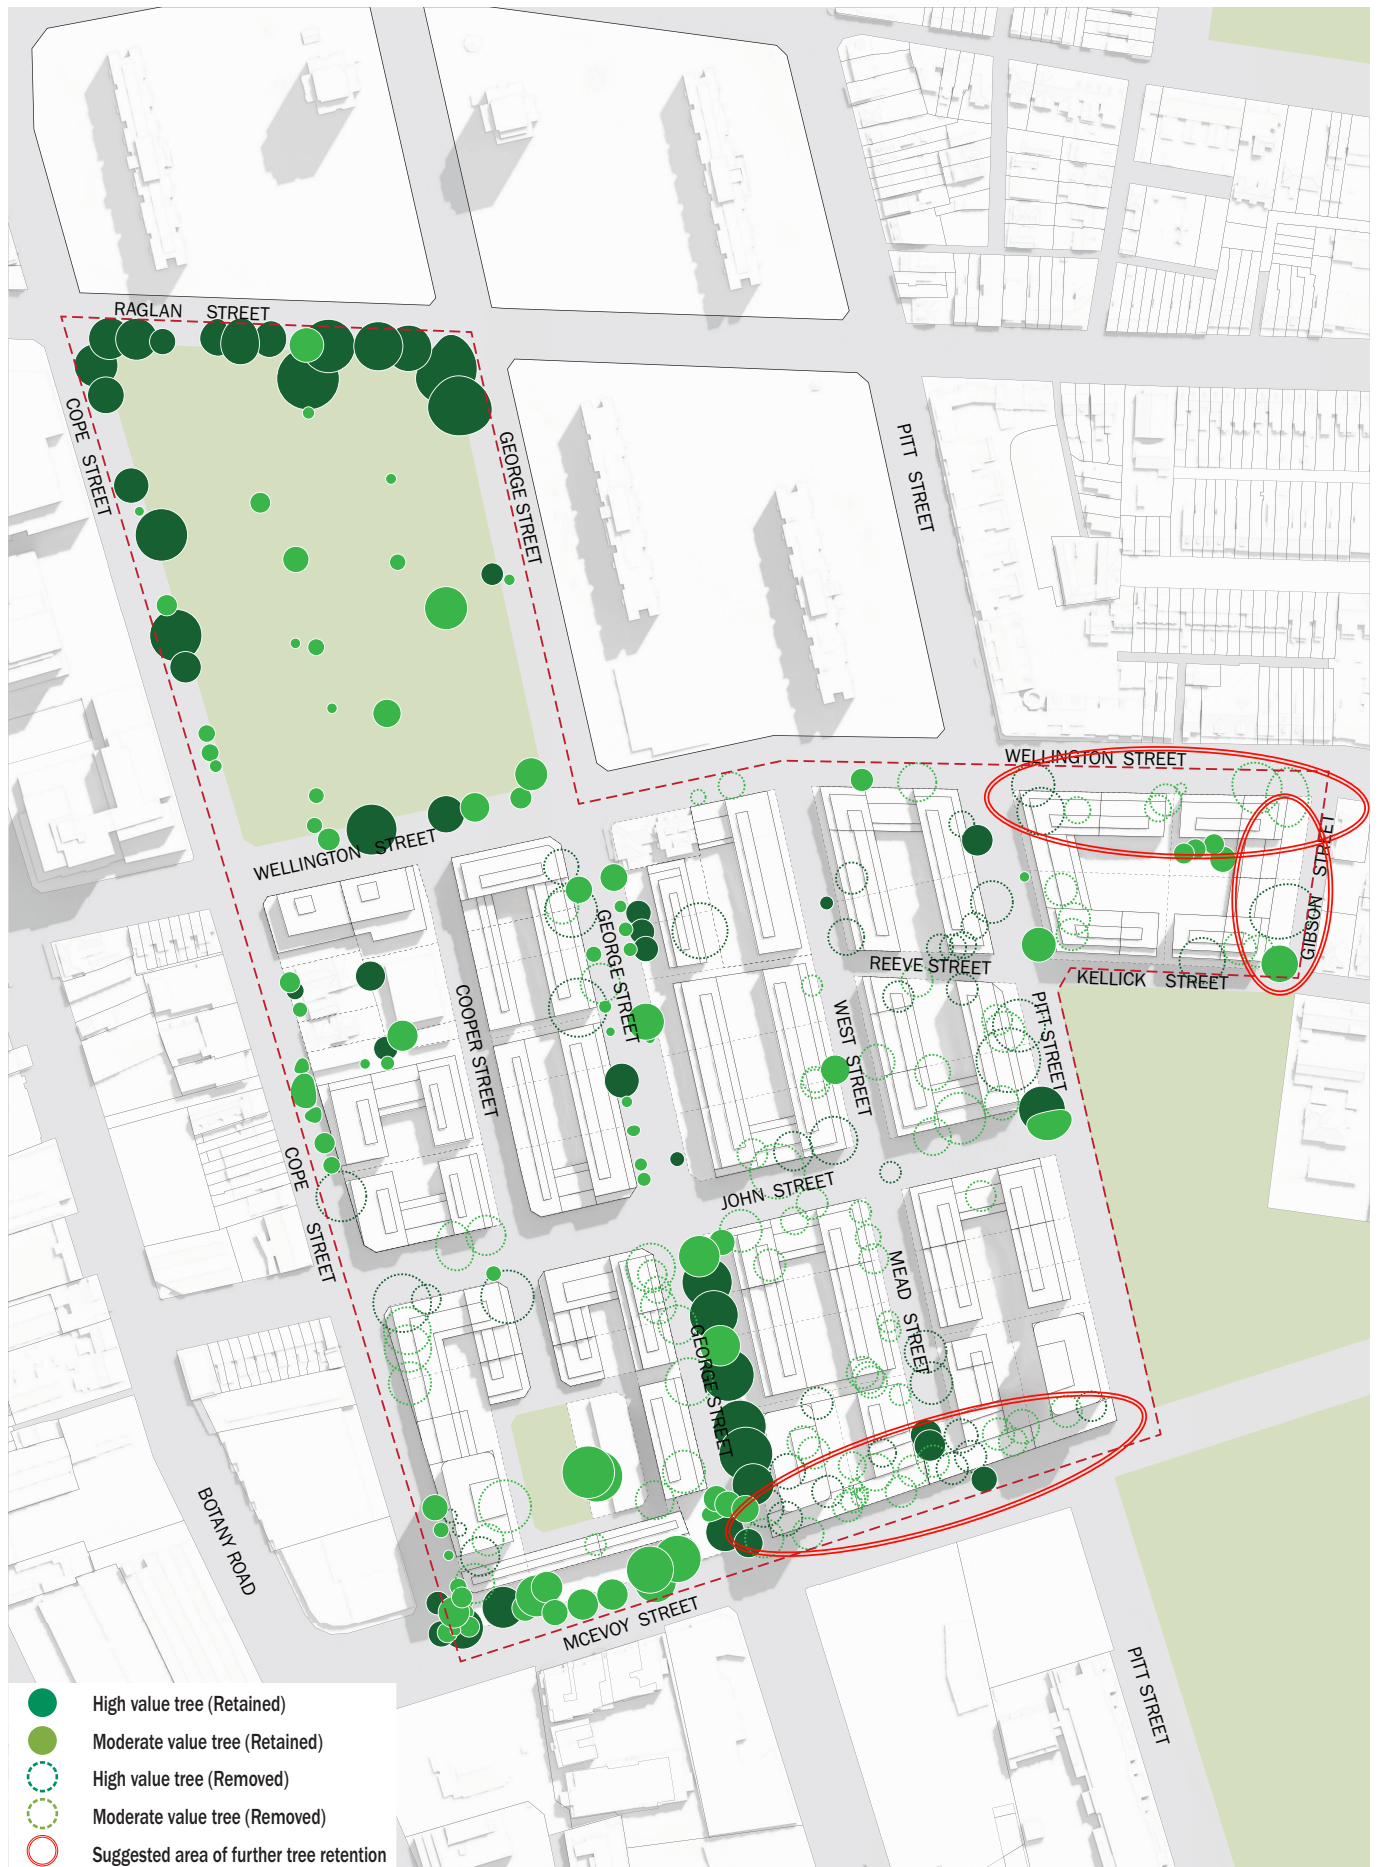 RAGLAN STREET
COPE STREET
GEORGE STREET
PITT STREET
WELLINGTON STREET
WELLINGTON STREET
GIBSON STREET
GEORGE STREET
REEVE STREET
KELLICK STREET
COOPER STREET
WEST STREET
PITT STREET
COPE STREET
JOHN STREET
MEAD STREET
GEORGE STREET
BOTANY ROAD
MCEVOY STREET
PITT STREET
High value tree (Retained)
Moderate value tree (Retained)
High value tree (Removed)
Moderate value tree (Removed)
Suggested area of further tree retention